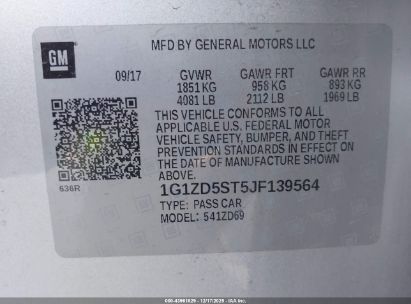 GM
MFD BY GENERAL MOTORS LLC
09/17 GVWR GAWR FRT GAWR RR
1851 KG 958 KG 893 KG
4081 LB 2112 LB 1969 LB
THIS VEHICLE CONFORMS TO ALL
APPLICABLE U.S. FEDERAL MOTOR
VEHICLE SAFETY, BUMPER, AND THEFT
PREVENTION STANDARDS IN EFFECT ON
THE DATE OF MANUFACTURE SHOWN
ABOVE.
636R
1G1ZD5ST5JF139564
TYPE: PASS CAR
MODEL: 541ZD69